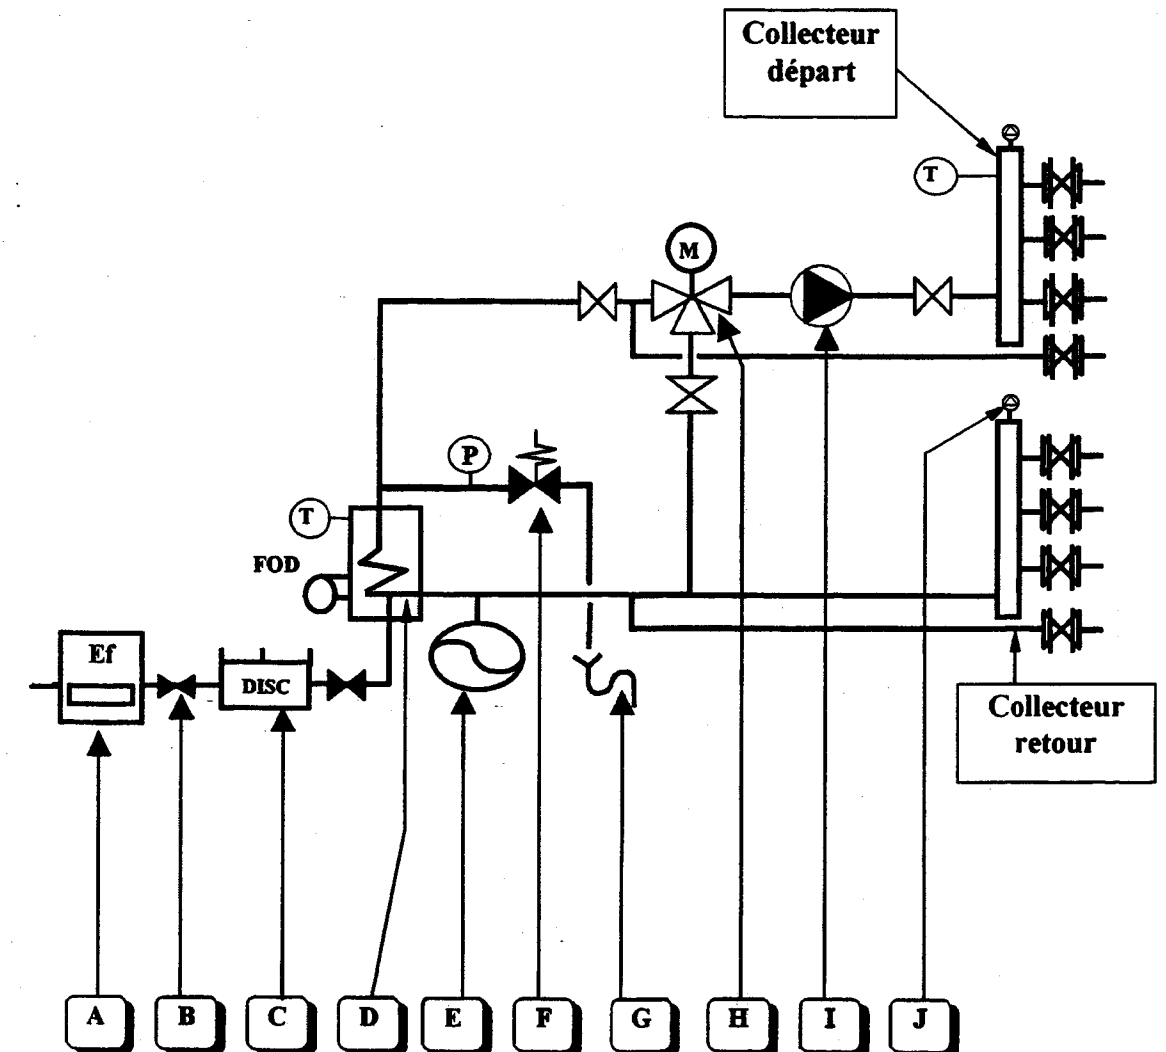 Collecteur
départ
T
M
P
T
FOD
Ef
DISC
Collecteur
retour
A B C D E F G H I J